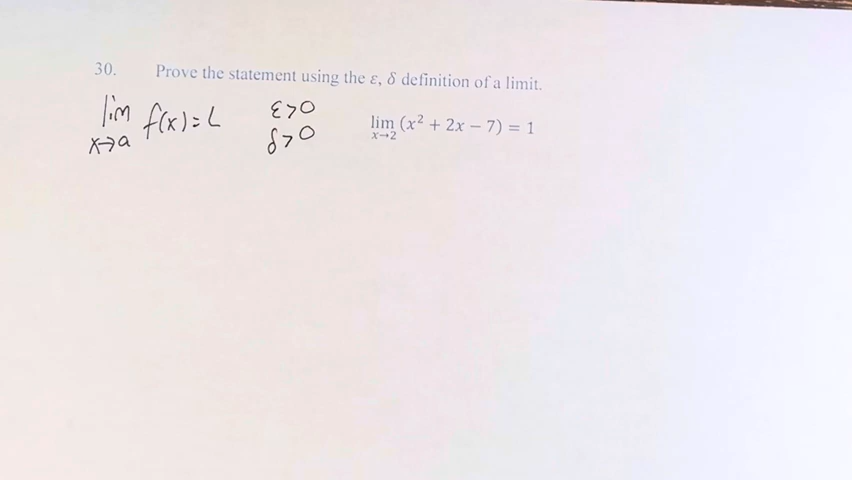 30. Prove the statement using the ε, δ definition of a limit.
lim x→a f(x) = L ε>0
δ>0
lim x→2 (x² + 2x − 7) = 1